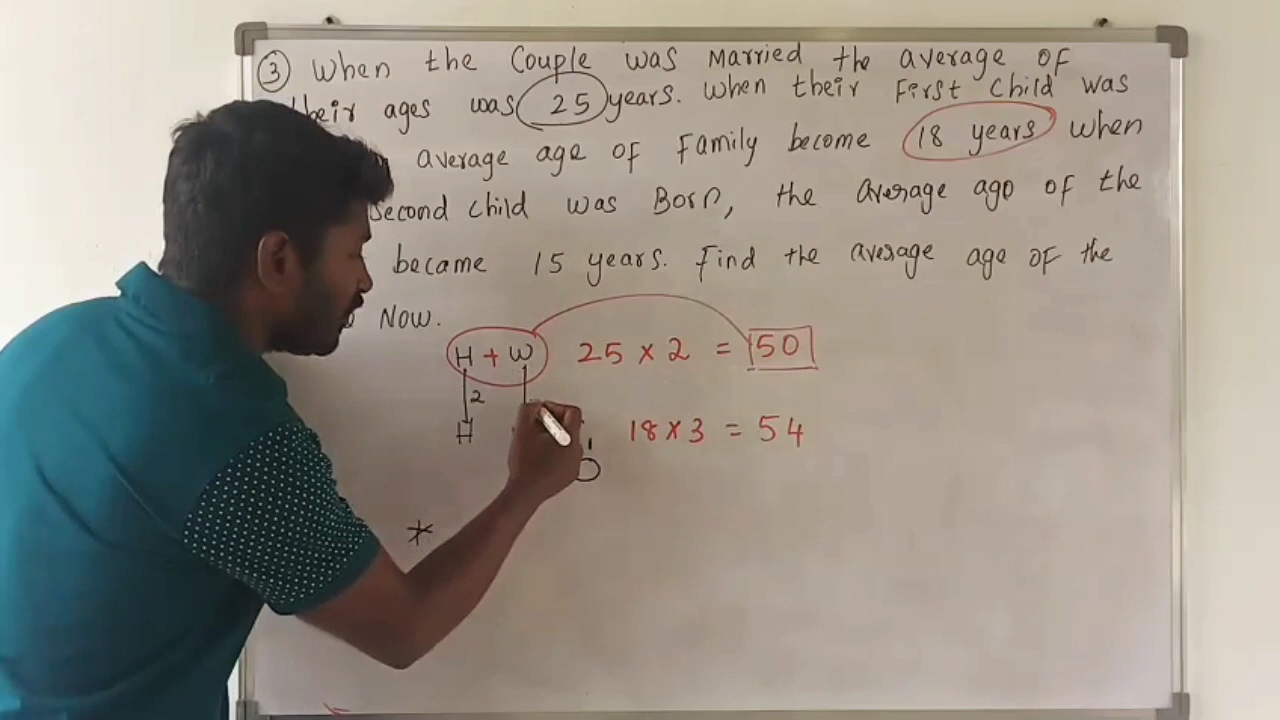 ③ When the Couple was Married the average of
their ages was 25 years. When their First Child was
average age of Family become 18 years When
Second Child was Born, the average age of the
became 15 years. Find the average age of the
Now.
H + W 25 × 2 = 50
2
H 18 × 3 = 54
0
*